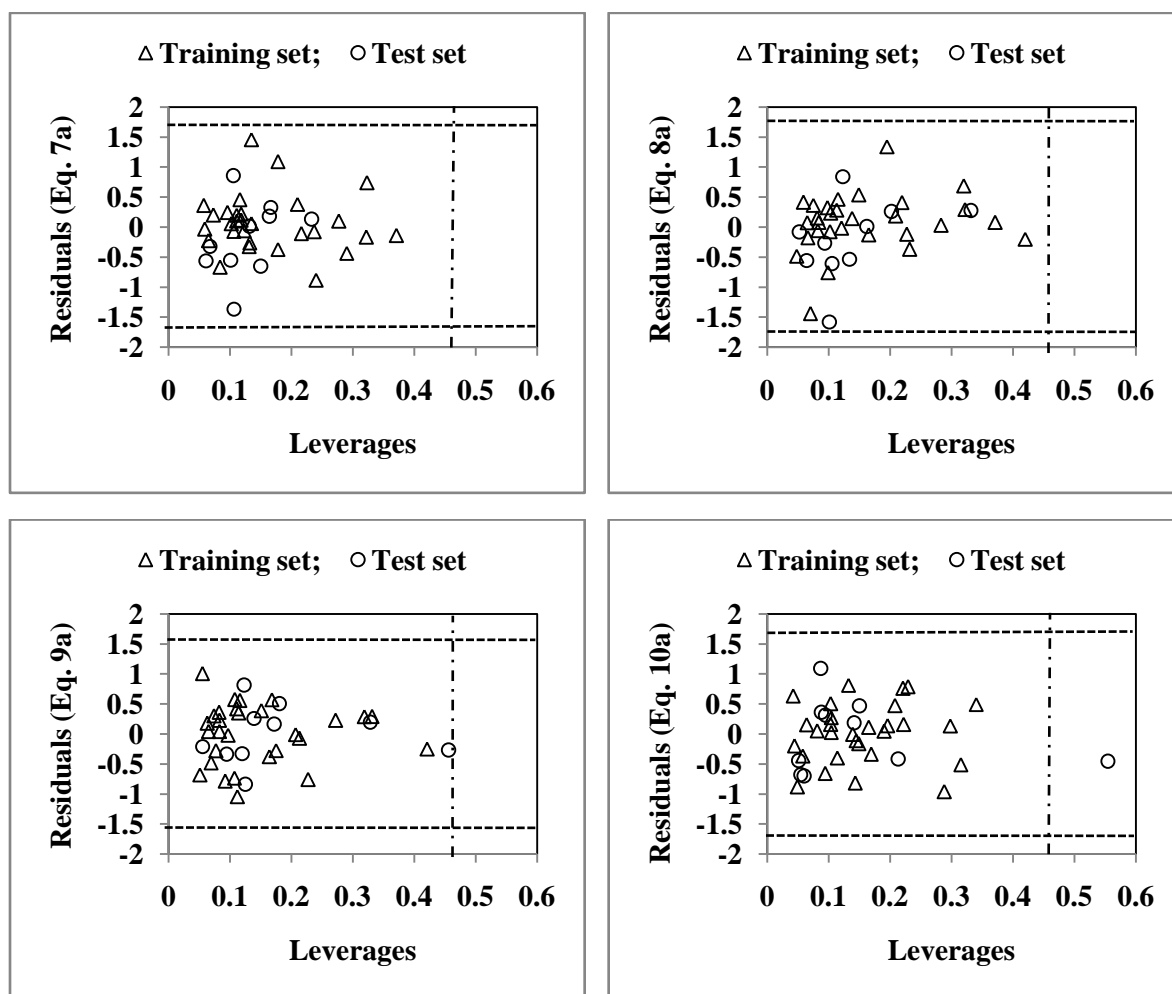 △ Training set; ○ Test set
Residuals (Eq. 7a)
2
1.5
1
0.5
0
-0.5
-1
-1.5
-2
0 0.1 0.2 0.3 0.4 0.5 0.6
Leverages
△ Training set; ○ Test set
Residuals (Eq. 8a)
2
1.5
1
0.5
0
-0.5
-1
-1.5
-2
0 0.1 0.2 0.3 0.4 0.5 0.6
Leverages
△ Training set; ○ Test set
Residuals (Eq. 9a)
2
1.5
1
0.5
0
-0.5
-1
-1.5
-2
0 0.1 0.2 0.3 0.4 0.5 0.6
Leverages
△ Training set; ○ Test set
Residuals (Eq. 10a)
2
1.5
1
0.5
0
-0.5
-1
-1.5
-2
0 0.1 0.2 0.3 0.4 0.5 0.6
Leverages